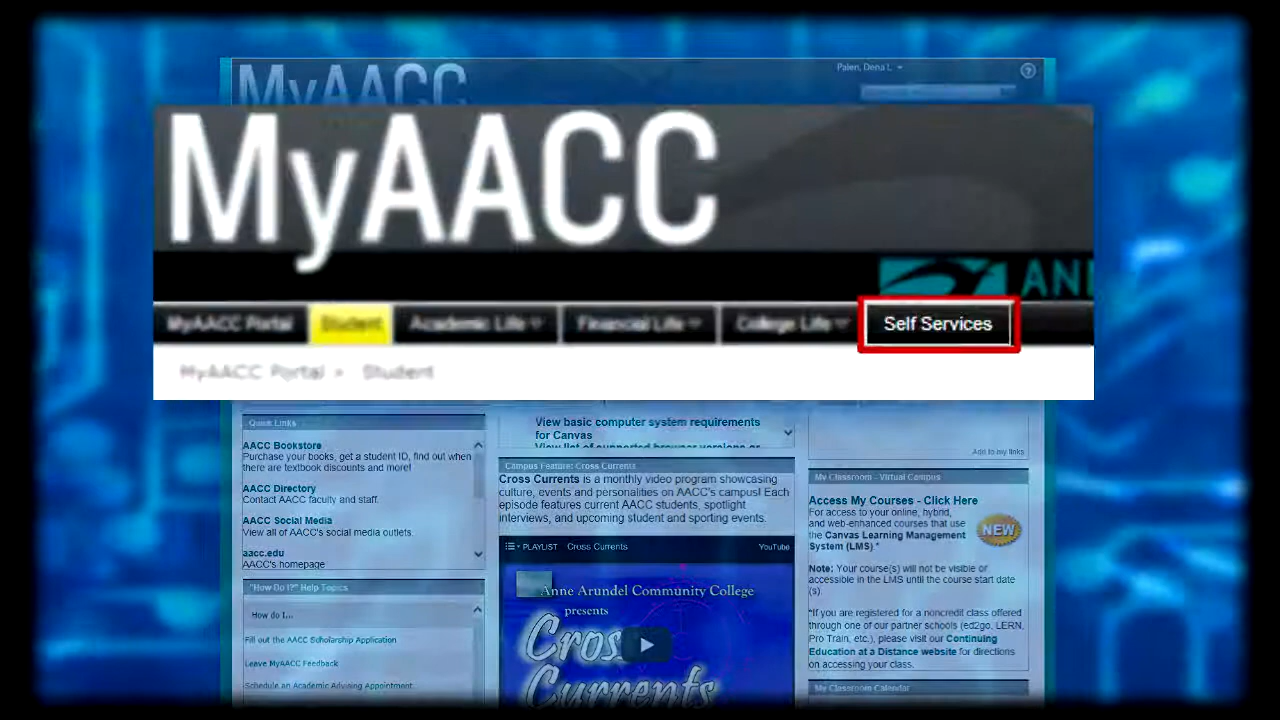 MyAACC
Palen, Dena L.
MyAACC
ANI
MyAACC Portal
Student
Academic Life
Financial Life
College Life
Self Services
MyAACC Portal > Student
Quick Links
AACC Bookstore
Purchase your books, get a student ID, find out when
there are textbook discounts and more!
AACC Directory
Contact AACC faculty and staff.
AACC Social Media
View all of AACC's social media outlets.
aacc.edu
AACC's homepage
"How Do I?" Help Topics
How do I...
Fill out the AACC Scholarship Application
Leave MyAACC Feedback
Schedule an Academic Advising Appointment
View basic computer system requirements
for Canvas
View list of supported browser versions or
Campus Feature: Cross Currents
Cross Currents is a monthly video program showcasing
culture, events and personalities on AACC's campus! Each
episode features current AACC students, spotlight
interviews, and upcoming student and sporting events.
PLAYLIST Cross Currents YouTube
Anne Arundel Community College
presents
Cross
Currents
Add to my links
My Classroom - Virtual Campus
Access My Courses - Click Here
For access to your online, hybrid,
and web-enhanced courses that use
the Canvas Learning Management
System (LMS) *
NEW
Note: Your course(s) will not be visible or
accessible in the LMS until the course start date
(s).
*If you are registered for a noncredit class offered
through one of our partner schools (ed2go, LERN,
Pro Train, etc.), please visit our Continuing
Education at a Distance website for directions
on accessing your class.
My Classroom Calendar